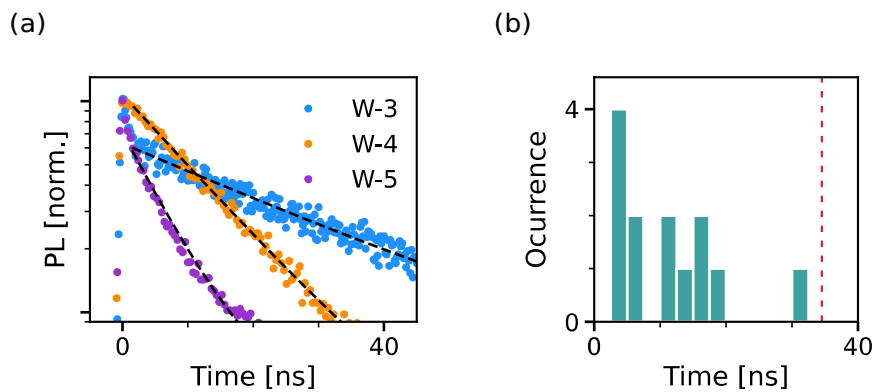 (a)
PL [norm.]
W-3
W-4
W-5
0
40
Time [ns]
(b)
Ocurrence
4
0
0
40
Time [ns]